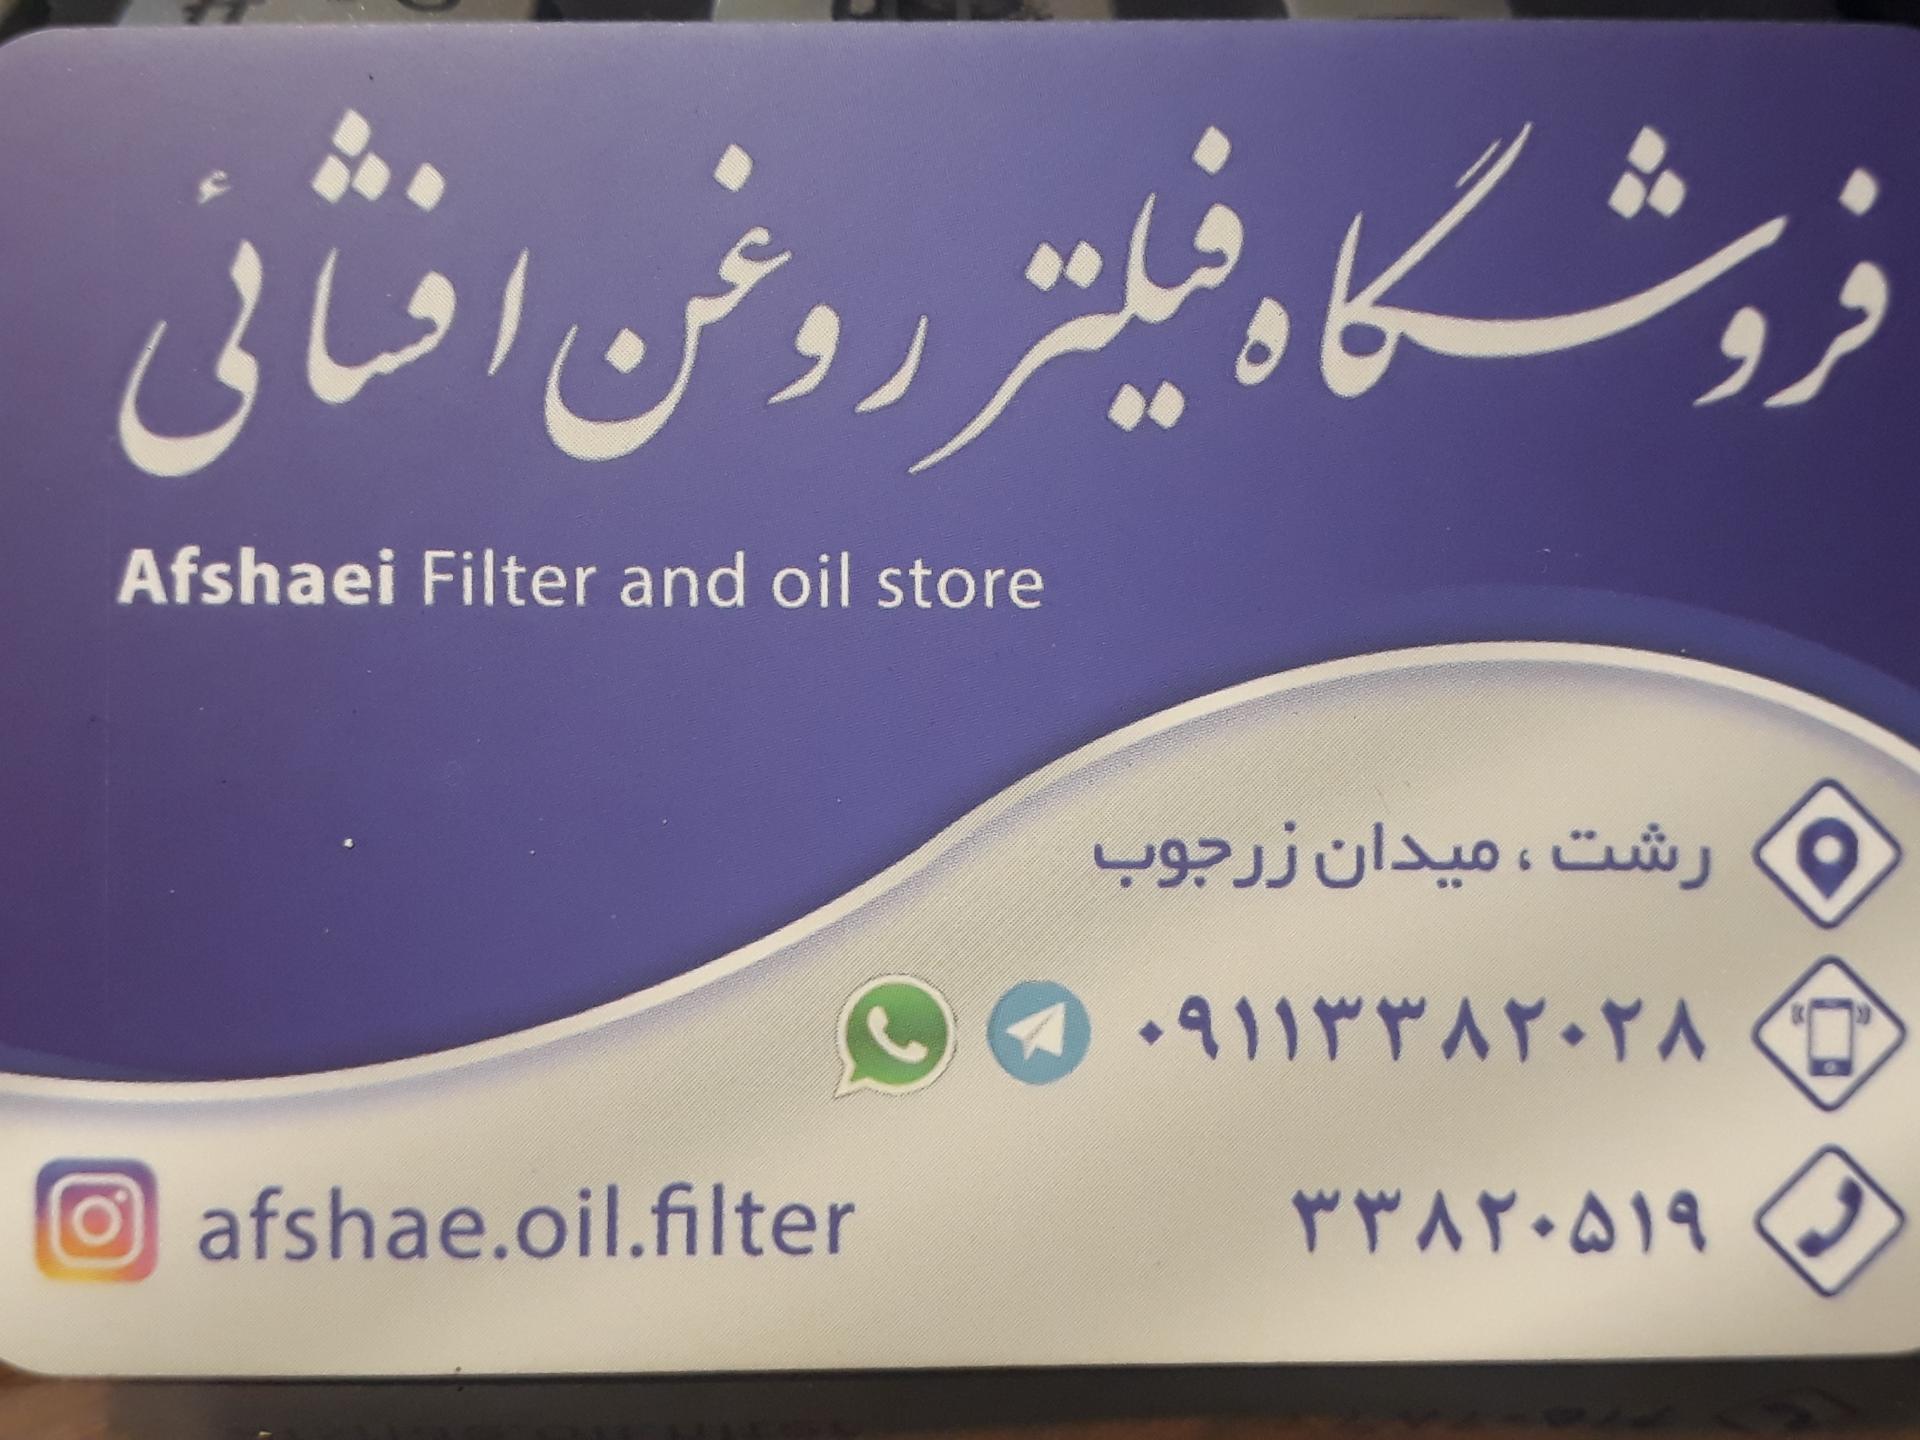 فروشگاه فیلتر روغن افشائی
Afshaei Filter and oil store
رشت ، میدان زرجوب
۰۹۱۱۳۳۸۲۰۲۸
۳۳۸۲۰۵۱۹
afshae.oil.filter